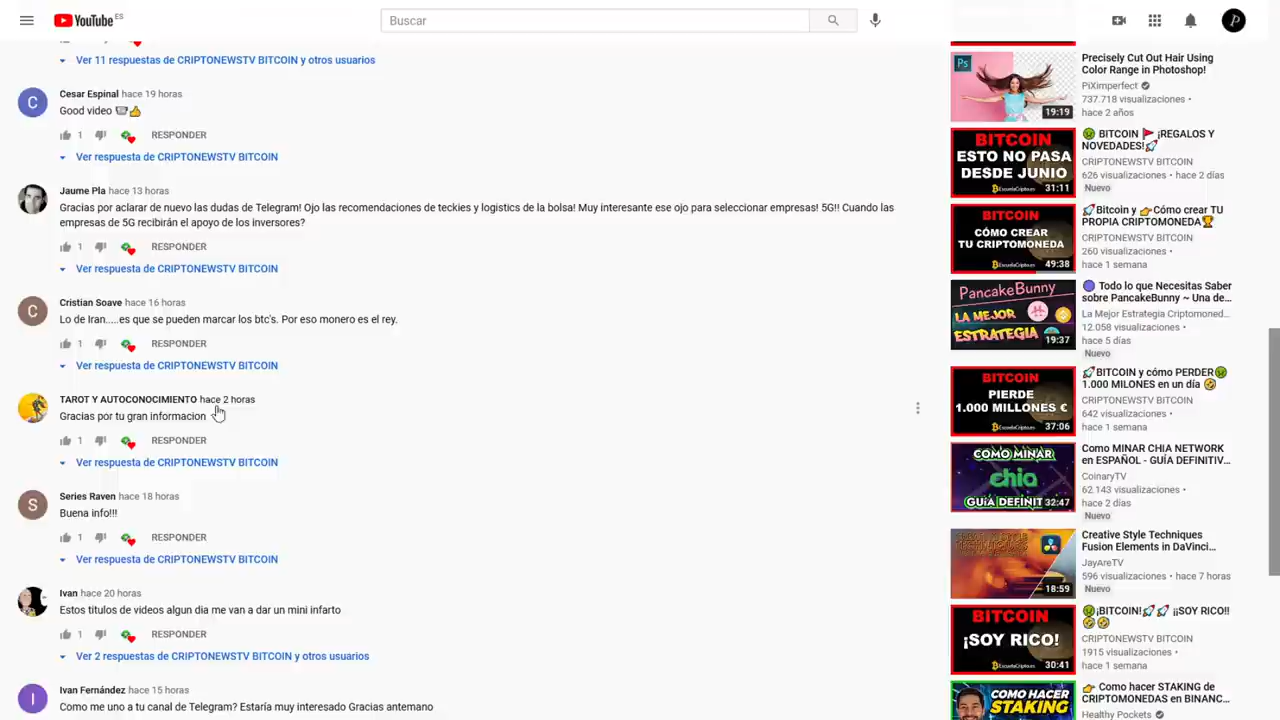 YouTube ES
Buscar
Ver 11 respuestas de CRIPTONEWSTV BITCOIN y otros usuarios
Cesar Espinal hace 19 horas
Good video
1 RESPONDER
Ver respuesta de CRIPTONEWSTV BITCOIN
Jaume Pla hace 13 horas
Gracias por aclarar de nuevo las dudas de Telegram! Ojo las recomendaciones de teckies y logistics de la bolsa! Muy interesante ese ojo para seleccionar empresas! 5G!! Cuando las
empresas de 5G recibirán el apoyo de los inversores?
1 RESPONDER
Ver respuesta de CRIPTONEWSTV BITCOIN
Cristian Soave hace 16 horas
Lo de Iran.....es que se pueden marcar los btc's. Por eso monero es el rey.
1 RESPONDER
Ver respuesta de CRIPTONEWSTV BITCOIN
TAROT Y AUTOCONOCIMIENTO hace 2 horas
Gracias por tu gran informacion
1 RESPONDER
Ver respuesta de CRIPTONEWSTV BITCOIN
Series Raven hace 18 horas
Buena info!!!
1 RESPONDER
Ver respuesta de CRIPTONEWSTV BITCOIN
Ivan hace 20 horas
Estos titulos de videos algun dia me van a dar un mini infarto
1 RESPONDER
Ver 2 respuestas de CRIPTONEWSTV BITCOIN y otros usuarios
Ivan Fernández hace 15 horas
Como me uno a tu canal de Telegram? Estaría muy interesado Gracias antemano
Ps
19:19
Precisely Cut Out Hair Using
Color Range in Photoshop!
PiXimperfect
737.718 visualizaciones •
hace 2 años
BITCOIN
ESTO NO PASA
DESDE JUNIO
EscuelaCripto.es
31:11
BITCOIN ¡REGALOS Y
NOVEDADES!
CRIPTONEWSTV BITCOIN
626 visualizaciones • hace 2 días
Nuevo
BITCOIN
CÓMO CREAR
TU CRIPTOMONEDA
EscuelaCripto.es
49:38
Bitcoin y Cómo crear TU
PROPIA CRIPTOMONEDA
CRIPTONEWSTV BITCOIN
260 visualizaciones •
hace 1 semana
PancakeBunny
LA MEJOR
ESTRATEGIA
19:37
Todo lo que Necesitas Saber
sobre PancakeBunny ~ Una de...
La Mejor Estrategia Criptomoned...
12.058 visualizaciones •
hace 5 días
Nuevo
BITCOIN
PIERDE
1.000 MILLONES €
EscuelaCripto.es
37:06
BITCOIN y cómo PERDER
1.000 MILONES en un día
CRIPTONEWSTV BITCOIN
642 visualizaciones •
hace 1 semana
COMO MINAR
chia
GUÍA DEFINIT
32:47
Como MINAR CHIA NETWORK
en ESPAÑOL - GUÍA DEFINITIV...
CoinaryTV
62.143 visualizaciones •
hace 2 días
Nuevo
18:59
Creative Style Techniques
Fusion Elements in DaVinci...
JayAreTV
596 visualizaciones • hace 7 horas
Nuevo
BITCOIN
¡SOY RICO!
EscuelaCripto.es
30:41
¡BITCOIN! ¡¡SOY RICO!!
CRIPTONEWSTV BITCOIN
1915 visualizaciones •
hace 1 semana
COMO HACER
STAKING
Como hacer STAKING de
CRIPTOMONEDAS en BINANC...
Healthy Pockets